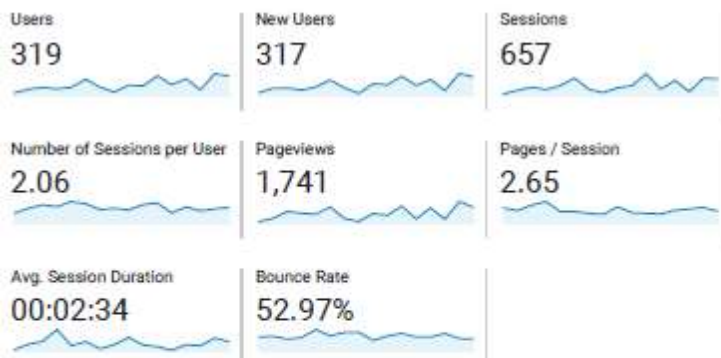 Users
319
New Users
317
Sessions
657
Number of Sessions per User
2.06
Pageviews
1,741
Pages / Session
2.65
Avg. Session Duration
00:02:34
Bounce Rate
52.97%